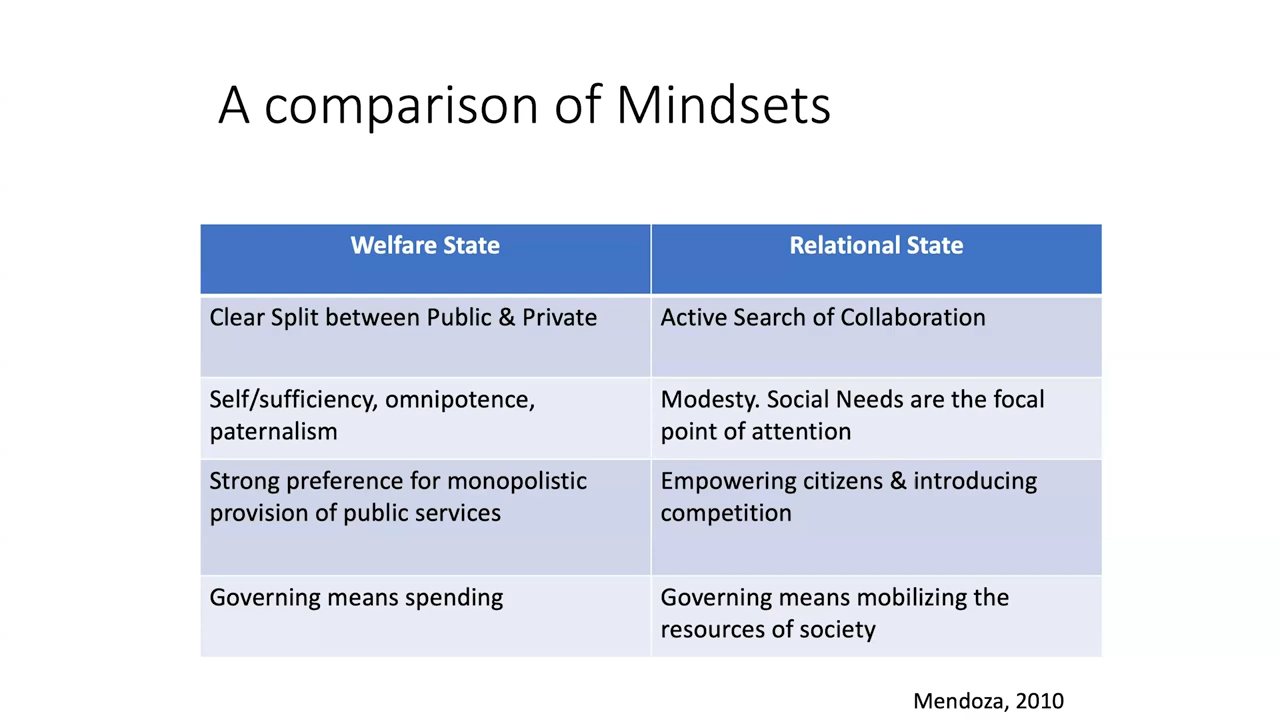 A comparison of Mindsets
Welfare State
Relational State
Clear Split between Public & Private
Active Search of Collaboration
Self/sufficiency, omnipotence,
paternalism
Modesty. Social Needs are the focal
point of attention
Strong preference for monopolistic
provision of public services
Empowering citizens & introducing
competition
Governing means spending
Governing means mobilizing the
resources of society
Mendoza, 2010